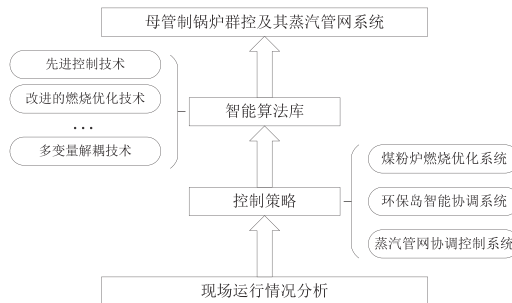 母管制锅炉群控及其蒸汽管网系统
先进控制技术
改进的燃烧优化技术
...
多变量解耦技术
智能算法库
控制策略
煤粉炉燃烧优化系统
环保岛智能协调系统
蒸汽管网协调控制系统
现场运行情况分析